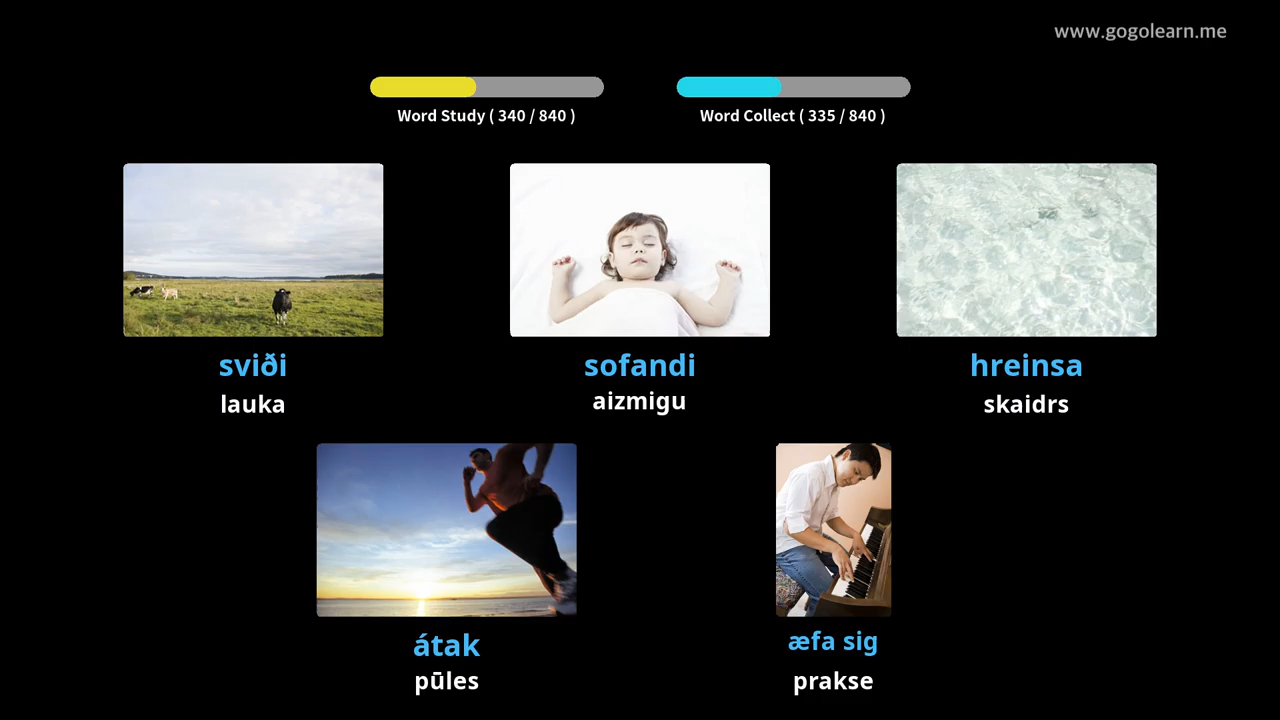 www.gogolearn.me
Word Study ( 340 / 840 )
Word Collect ( 335 / 840 )
sviði
lauka
sofandi
aizmigu
hreinsa
skaidrs
átak
pūles
æfa sig
prakse